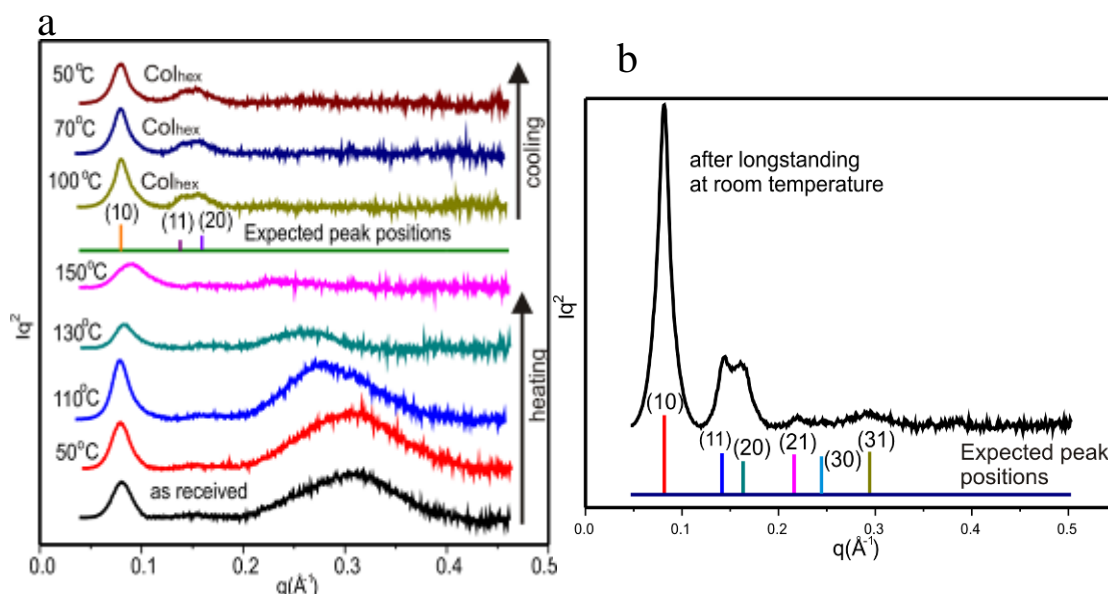 a
50°C
Colhex
70°C
Colhex
100°C
Colhex
cooling
(10)
(11)
(20)
Expected peak positions
150°C
130°C
110°C
50°C
as received
heating
Iq²
0.0 0.1 0.2 0.3 0.4 0.5
q(Å⁻¹)
b
after longstanding
at room temperature
Iq²
(10)
(11)
(20)
(21)
(30)
(31)
Expected peak
positions
0.0 0.1 0.2 0.3 0.4 0.5
q(Å⁻¹)